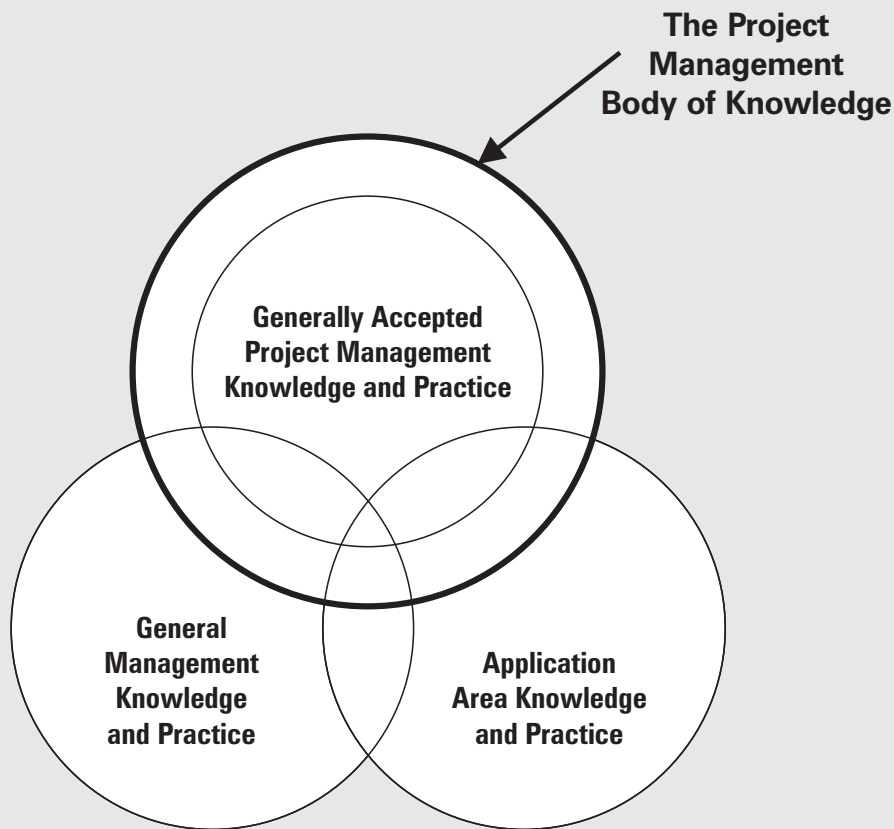 The Project
Management
Body of Knowledge
Generally Accepted
Project Management
Knowledge and Practice
General
Management
Knowledge
and Practice
Application
Area Knowledge
and Practice